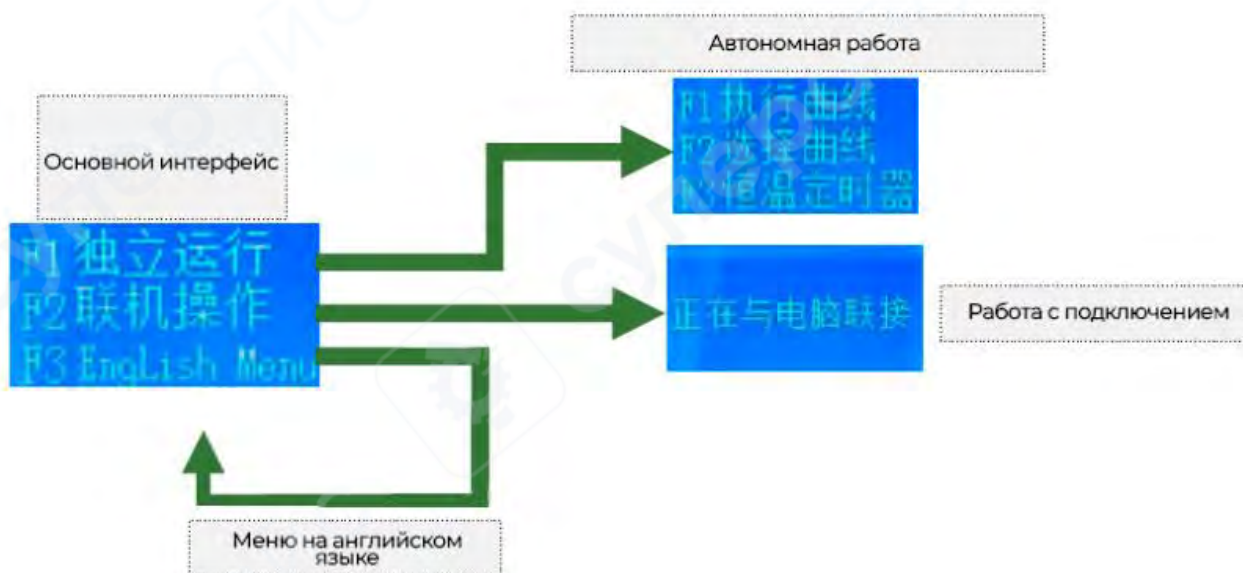 Автономная работа
F1 执行曲线
F2 选择曲线
恒温定时器
Основной интерфейс
F1 独立运行
F2 联机操作
F3 EngLish Menu
正在与电脑联接
Работа с подключением
Меню на английском
языке